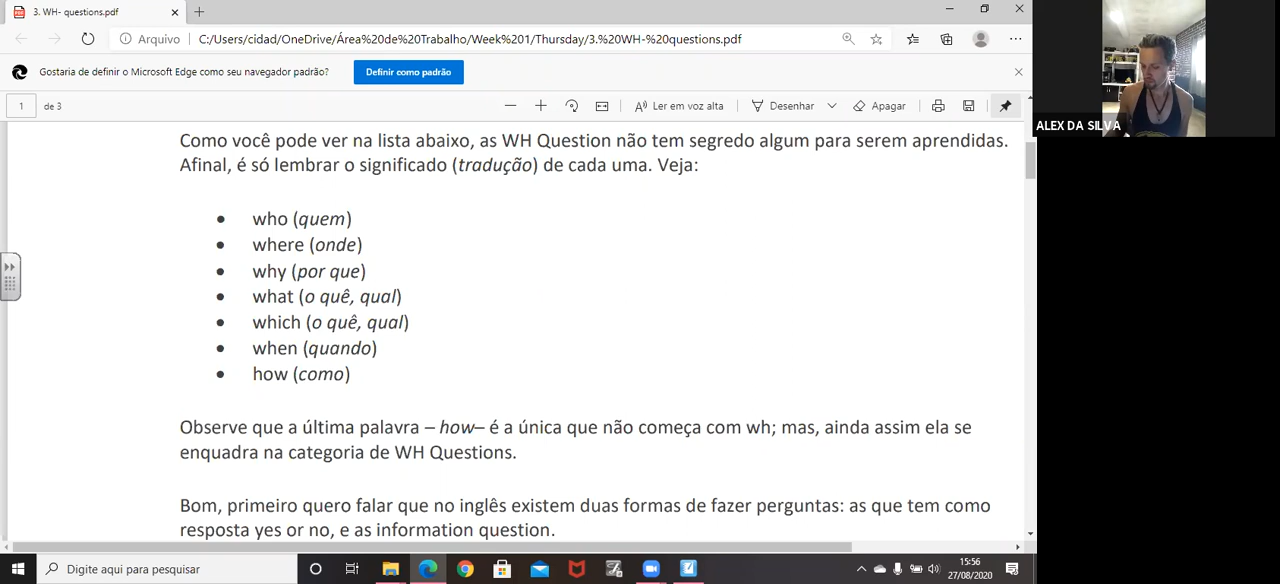 3. WH- questions.pdf
Arquivo
C:/Users/cidad/OneDrive/Área%20de%20Trabalho/Week%201/Thursday/3.%20WH-%20questions.pdf
Gostaria de definir o Microsoft Edge como seu navegador padrão?
Definir como padrão
1 de 3
Ler em voz alta
Desenhar
Apagar
ALEX DA SILVA
Como você pode ver na lista abaixo, as WH Question não tem segredo algum para serem aprendidas.
Afinal, é só lembrar o significado (tradução) de cada uma. Veja:
• who (quem)
• where (onde)
• why (por que)
• what (o quê, qual)
• which (o quê, qual)
• when (quando)
• how (como)
Observe que a última palavra – how– é a única que não começa com wh; mas, ainda assim ela se
enquadra na categoria de WH Questions.
Bom, primeiro quero falar que no inglês existem duas formas de fazer perguntas: as que tem como
resposta yes or no, e as information question.
Digite aqui para pesquisar
15:56
27/08/2020